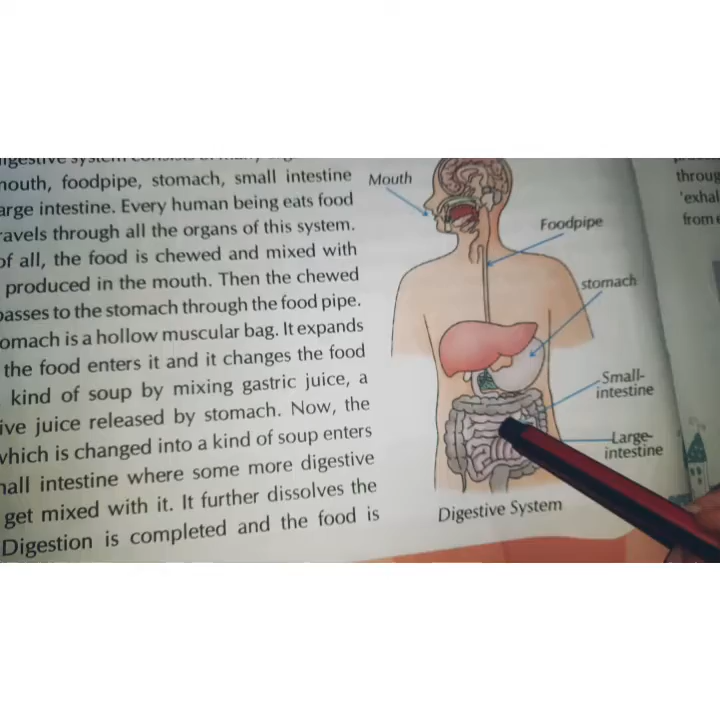 mouth, foodpipe, stomach, small intestine
arge intestine. Every human being eats food
ravels through all the organs of this system.
of all, the food is chewed and mixed with
produced in the mouth. Then the chewed
passes to the stomach through the food pipe.
omach is a hollow muscular bag. It expands
the food enters it and it changes the food
kind of soup by mixing gastric juice, a
ive juice released by stomach. Now, the
which is changed into a kind of soup enters
mall intestine where some more digestive
get mixed with it. It further dissolves the
Digestion is completed and the food is
Mouth
Foodpipe
stomach
Small-
intestine
Large-
intestine
Digestive System
throug
'exhal
from